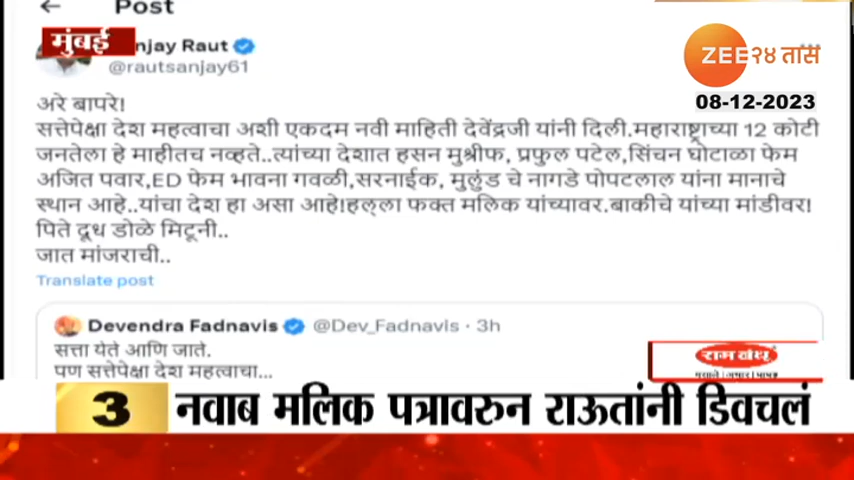 Post
मुंबई
njay Raut
@rautsanjay61
ZEE २४ तास
08-12-2023
अरे बापरे!
सत्तेपेक्षा देश महत्वाचा अशी एकदम नवी माहिती देवेंद्रजी यांनी दिली.महाराष्ट्राच्या 12 कोटी
जनतेला हे माहीतच नव्हते..त्यांच्या देशात हसन मुश्रीफ, प्रफुल पटेल,सिंचन घोटाळा फेम
अजित पवार,ED फेम भावना गवळी,सरनाईक, मुलुंड चे नागडे पोपटलाल यांना मानाचे
स्थान आहे..यांचा देश हा असा आहे!हल्ला फक्त मलिक यांच्यावर.बाकीचे यांच्या मांडीवर!
पिते दूध डोळे मिटूनी..
जात मांजराची..
Translate post
Devendra Fadnavis @Dev_Fadnavis · 3h
सत्ता येते आणि जाते.
पण सत्तेपेक्षा देश महत्वाचा...
राम बंधु
3 नवाब मलिक पत्रावरुन राऊतांनी डिवचलं